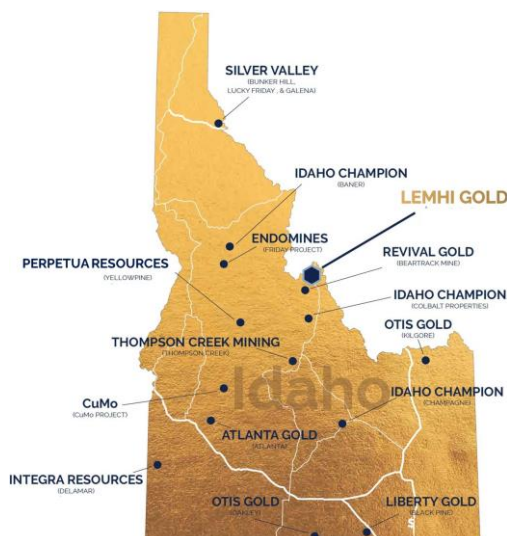 SILVER VALLEY
(BUNKER HILL,
LUCKY FRIDAY , & GALENA)
IDAHO CHAMPION
(BANER)
LEMHI GOLD
ENDOMINES
(FRIDAY PROJECT)
REVIVAL GOLD
(BEARTRACK MINE)
PERPETUA RESOURCES
(YELLOWPINE)
IDAHO CHAMPION
(COLBALT PROPERTIES)
OTIS GOLD
(KILGORE)
THOMPSON CREEK MINING
(THOMPSON CREEK)
Idaho
IDAHO CHAMPION
(CHAMPAGNE)
CuMo
(CuMO PROJECT)
ATLANTA GOLD
(ATLANTA)
INTEGRA RESOURCES
(DELAMAR)
OTIS GOLD
(OAKLEY)
LIBERTY GOLD
(BLACK PINE)
S